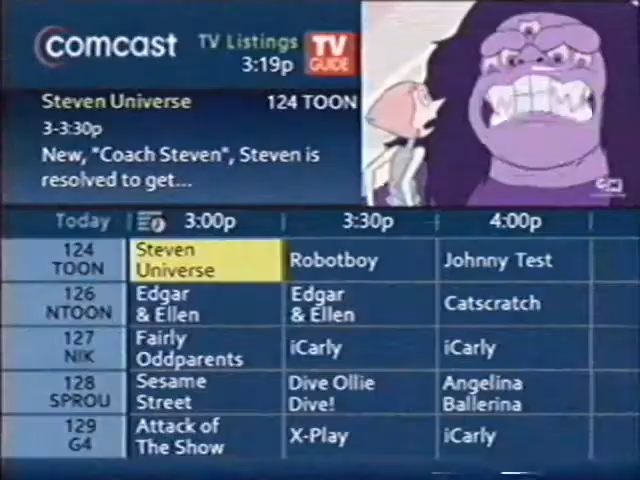 comcast TV Listings TV GUIDE
3:19p
Steven Universe 124 TOON
3-3:30p
New, "Coach Steven", Steven is
resolved to get...
Today 3:00p 3:30p 4:00p
124 TOON Steven Universe Robotboy Johnny Test
126 NTOON Edgar & Ellen Edgar & Ellen Catscratch
127 NIK Fairly Oddparents iCarly iCarly
128 SPROU Sesame Street Dive Ollie Dive! Angelina Ballerina
129 G4 Attack of The Show X-Play iCarly